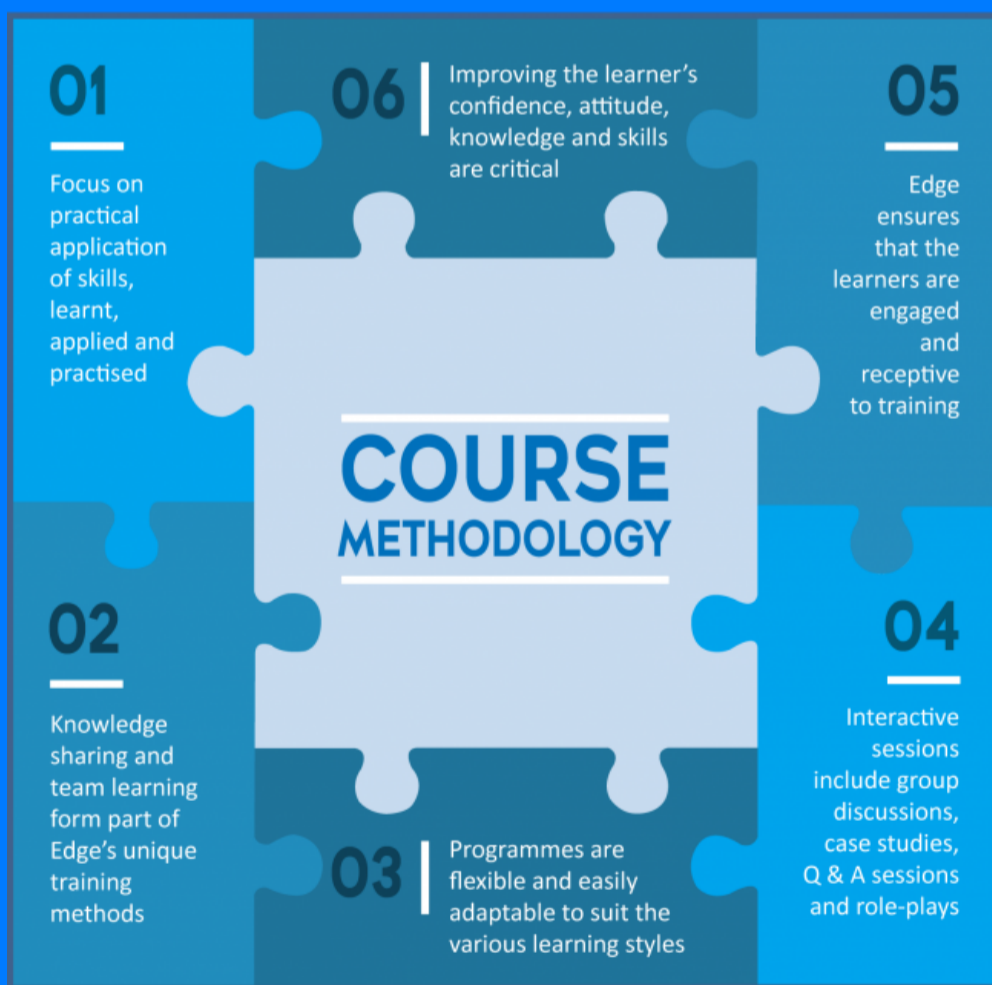 01
Focus on
practical
application
of skills,
learnt,
applied and
practised
06
Improving the learner’s
confidence, attitude,
knowledge and skills
are critical
05
Edge
ensures
that the
learners are
engaged
and
receptive
to training
COURSE
METHODOLOGY
02
Knowledge
sharing and
team learning
form part of
Edge’s unique
training
methods
03
Programmes are
flexible and easily
adaptable to suit the
various learning styles
04
Interactive
sessions
include group
discussions,
case studies,
Q & A sessions
and role-plays